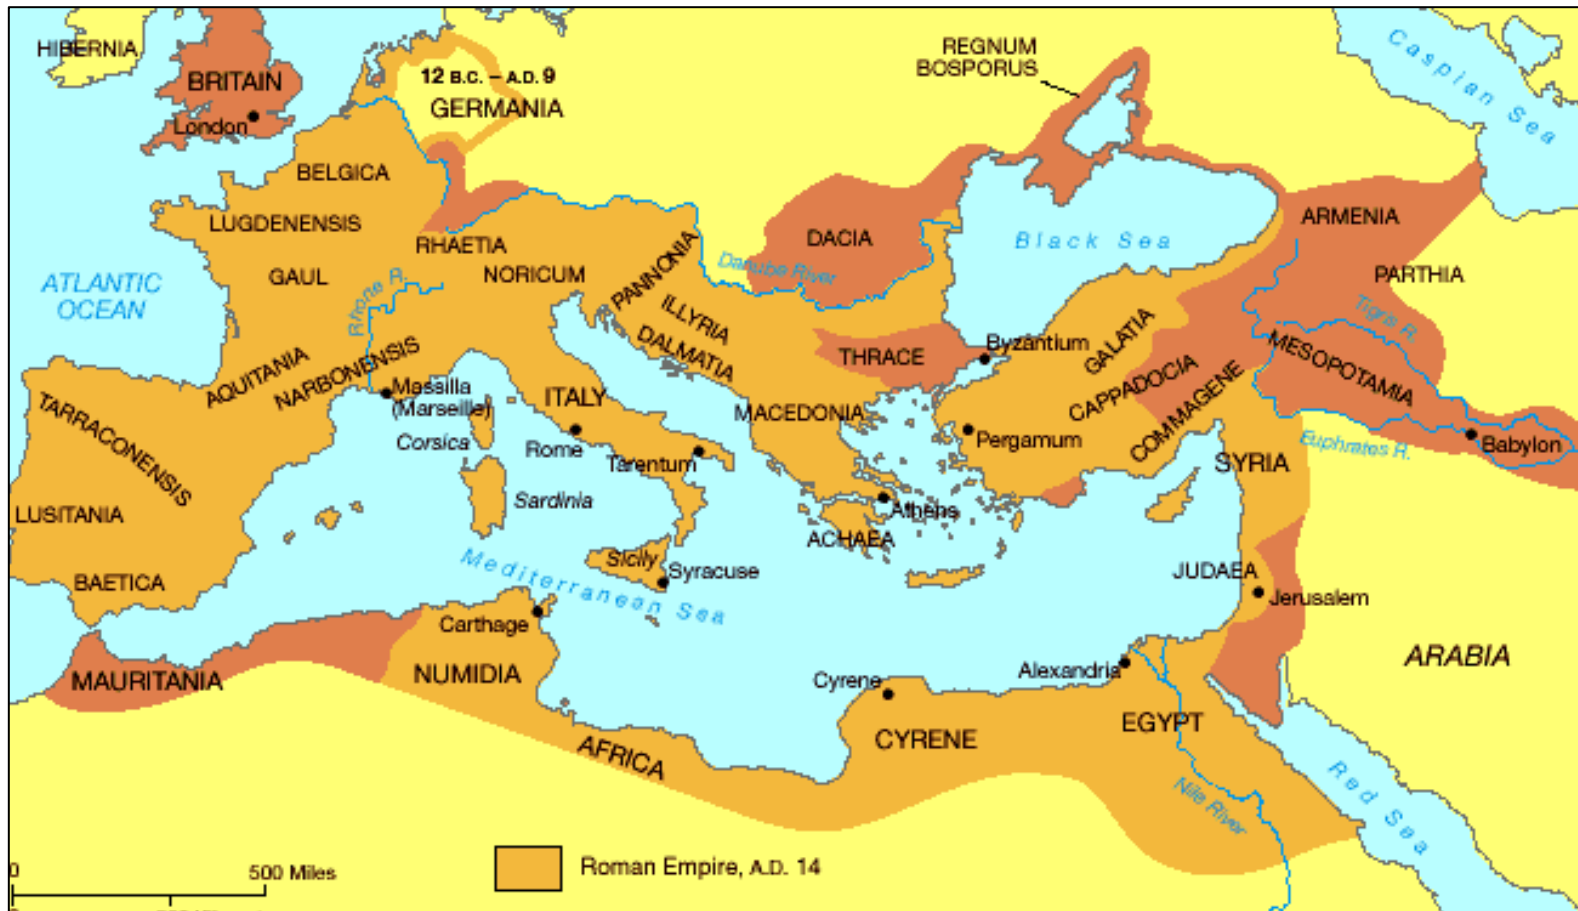 HIBERNIA
BRITAIN
London
12 B.C. – A.D. 9
GERMANIA
REGNUM
BOSPORUS
Caspian Sea
BELGICA
LUGDENENSIS
GAUL
RHAETIA
NORICUM
PANNONIA
ILLYRIA
DALMATIA
DACIA
Danube River
Black Sea
ARMENIA
PARTHIA
Tigris R.
MESOPOTAMIA
Euphrates R.
Babylon
ATLANTIC
OCEAN
Rhone R.
AQUITANIA
NARBONENSIS
Massilla
(Marseille)
Corsica
ITALY
Rome
Tarentum
Sardinia
THRACE
Byzantium
MACEDONIA
GALATIA
CAPPADOCIA
COMMAGENE
Pergamum
SYRIA
TARRACONENSIS
LUSITANIA
BAETICA
Sicily
Syracuse
Mediterranean Sea
Athens
ACHAEA
JUDAEA
Jerusalem
Carthage
MAURITANIA
NUMIDIA
AFRICA
Cyrene
CYRENE
Alexandria
EGYPT
Nile River
Red Sea
ARABIA
0
500 Miles
Roman Empire, A.D. 14